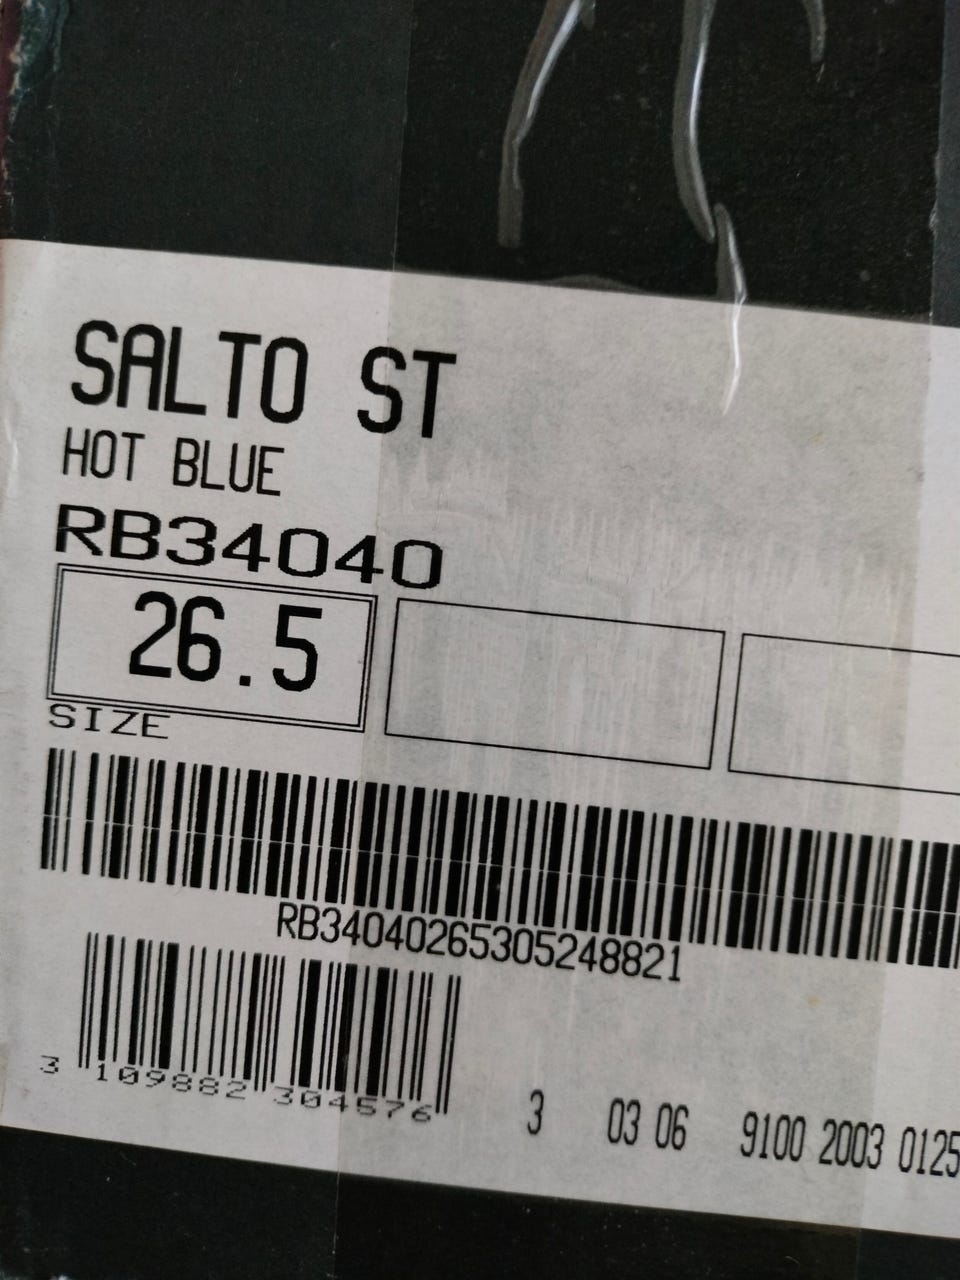 SALTO ST
HOT BLUE
RB34040
26.5
SIZE
RB34040265305248821
3 109882 304576
3 03 06 9100 2003 0125